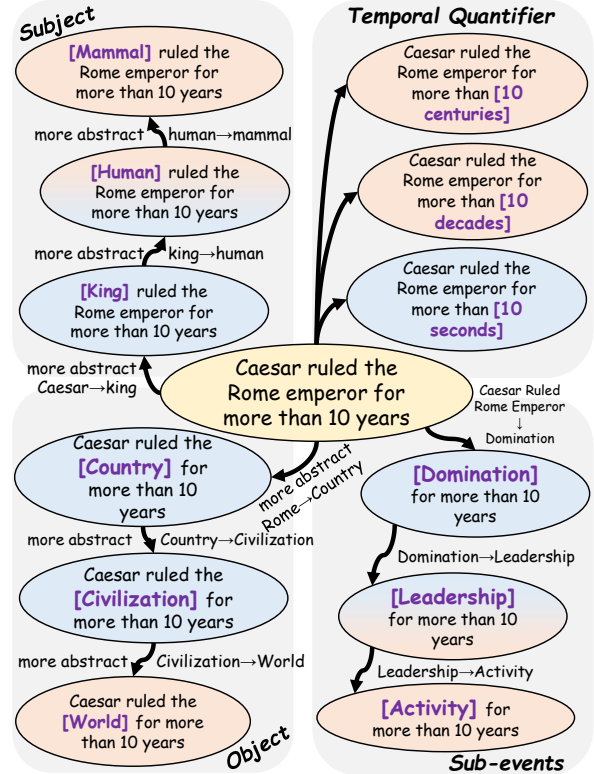 Subject
[Mammal] ruled the
Rome emperor for
more than 10 years
more abstract
human→mammal
[Human] ruled the
Rome emperor for
more than 10 years
more abstract
king→human
[King] ruled the
Rome emperor for
more than 10 years
more abstract
Caesar→king
Temporal Quantifier
Caesar ruled the
Rome emperor for
more than [10
centuries]
Caesar ruled the
Rome emperor for
more than [10
decades]
Caesar ruled the
Rome emperor for
more than [10
seconds]
Caesar ruled the
Rome emperor for
more than 10 years
Caesar ruled the
[Country] for
more than 10
years
more abstract
Rome→Country
more abstract
Country→Civilization
Caesar ruled the
[Civilization] for
more than 10 years
more abstract
Civilization→World
Caesar ruled the
[World] for more
than 10 years
Object
Caesar Ruled
Rome Emperor
↓
Domination
[Domination]
for more than 10
years
Domination→Leadership
[Leadership]
for more than 10
years
Leadership→Activity
[Activity] for
more than 10 years
Sub-events